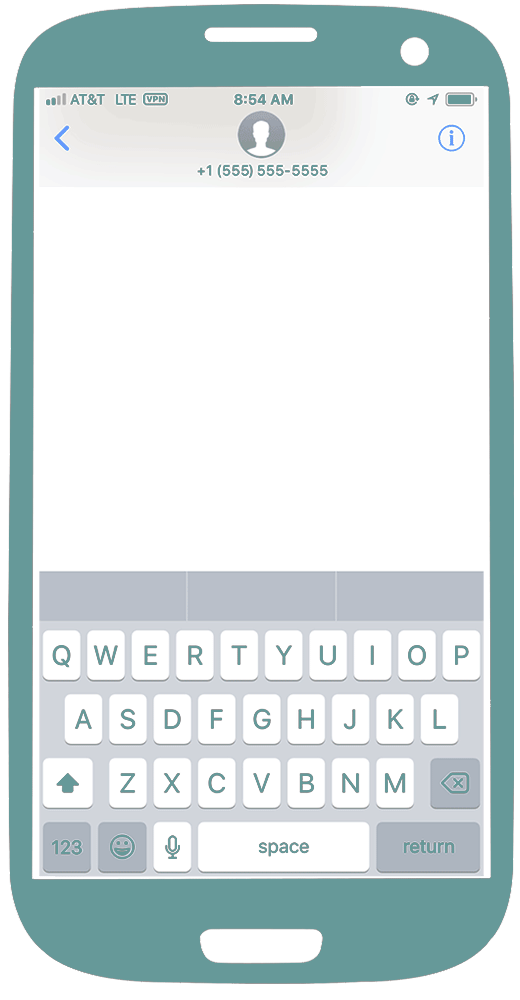 AT&T LTE VPN 8:54 AM
+1 (555) 555-5555
Q W E R T Y U I O P
A S D F G H J K L
Z X C V B N M
123 space return